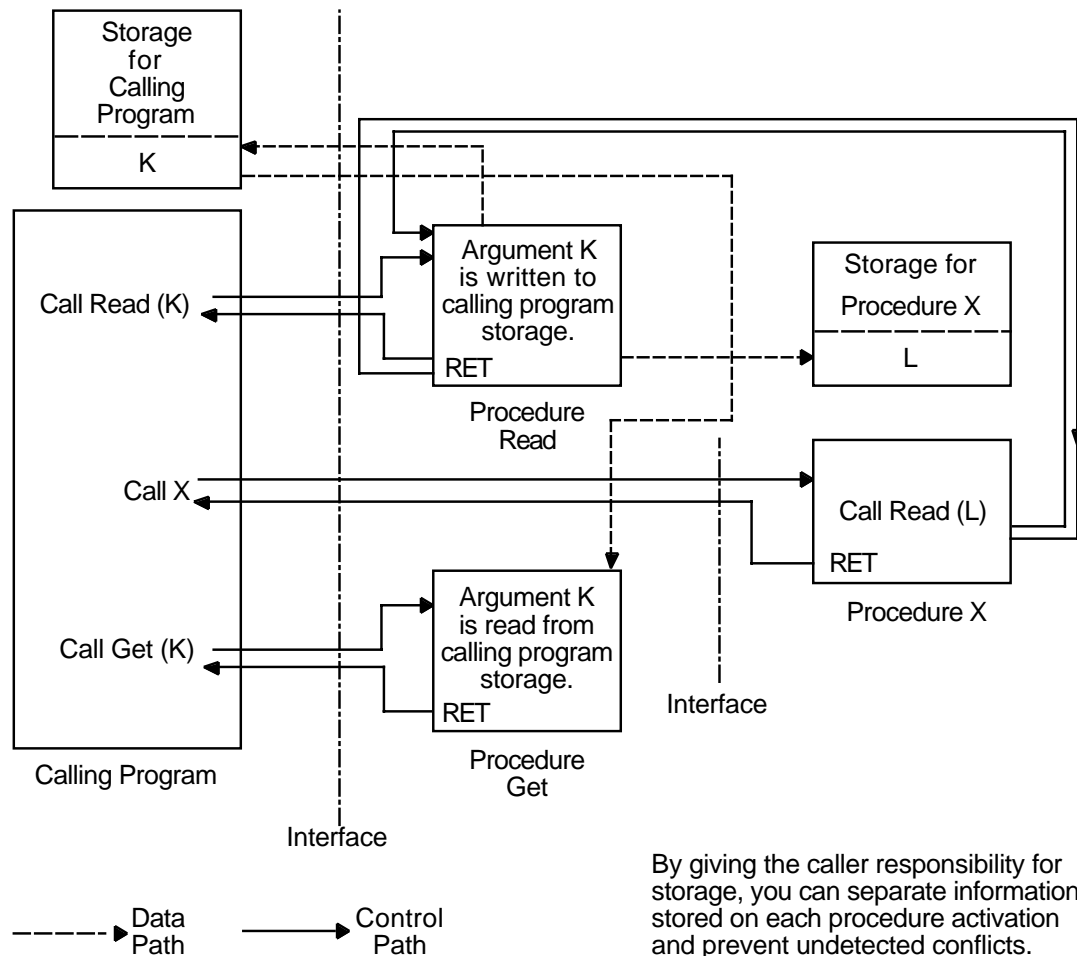 Storage
for
Calling
Program
K
Call Read (K)
Call X
Call Get (K)
Calling Program
Argument K
is written to
calling program
storage.
RET
Procedure
Read
Storage for
Procedure X
L
Call Read (L)
RET
Procedure X
Argument K
is read from
calling program
storage.
RET
Procedure
Get
Interface
Interface
Data
Path
Control
Path
By giving the caller responsibility for
storage, you can separate information
stored on each procedure activation
and prevent undetected conflicts.